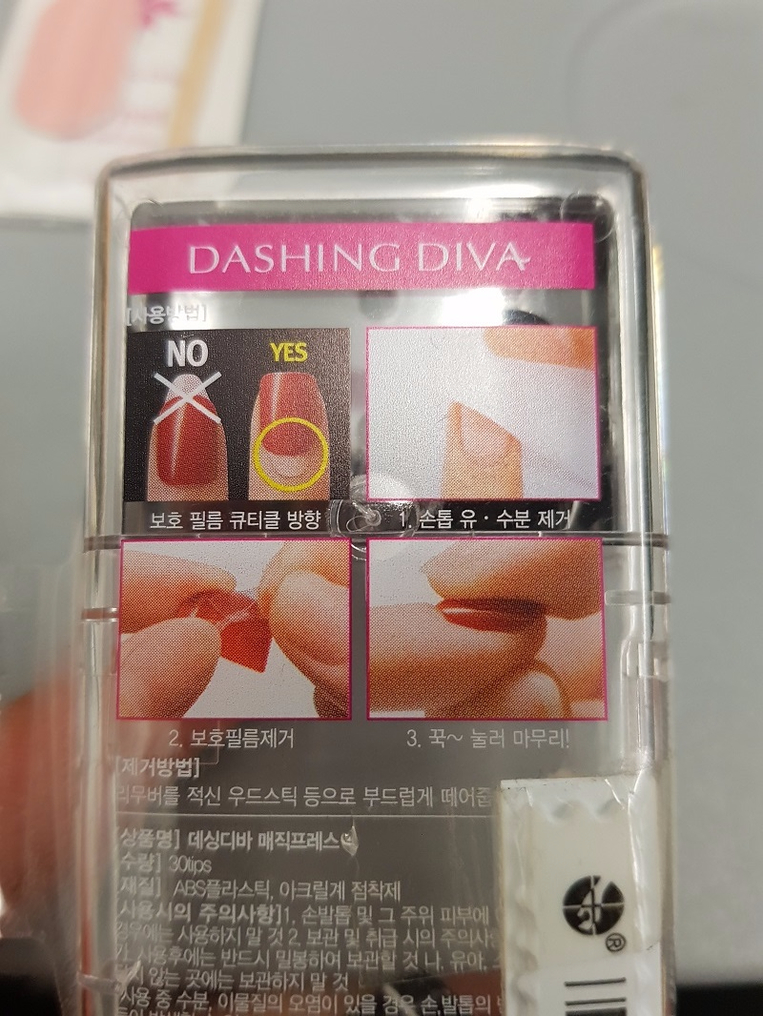 DASHING DIVA
[사용방법]
NO
YES
보호 필름 큐티클 방향
1. 손톱 유 · 수분 제거
2. 보호필름제거
3. 꾹~ 눌러 마무리!
[제거방법]
리무버를 적신 우드스틱 등으로 부드럽게 떼어
[상품명] 데싱디바 매직프레스
[수량] 30tips
[재질] ABS플라스틱, 아크릴계 점착제
[사용시의 주의사항] 1. 손발톱 및 그 주위 피부에
경우에는 사용하지 말 것 2. 보관 및 취급 시의 주의사항
가. 사용후에는 반드시 밀봉하여 보관할 것 나. 유아,
않는 곳에는 보관하지 말 것
사용 중 수분, 이물질의 오염이 있을 경우 손,발톱의
®